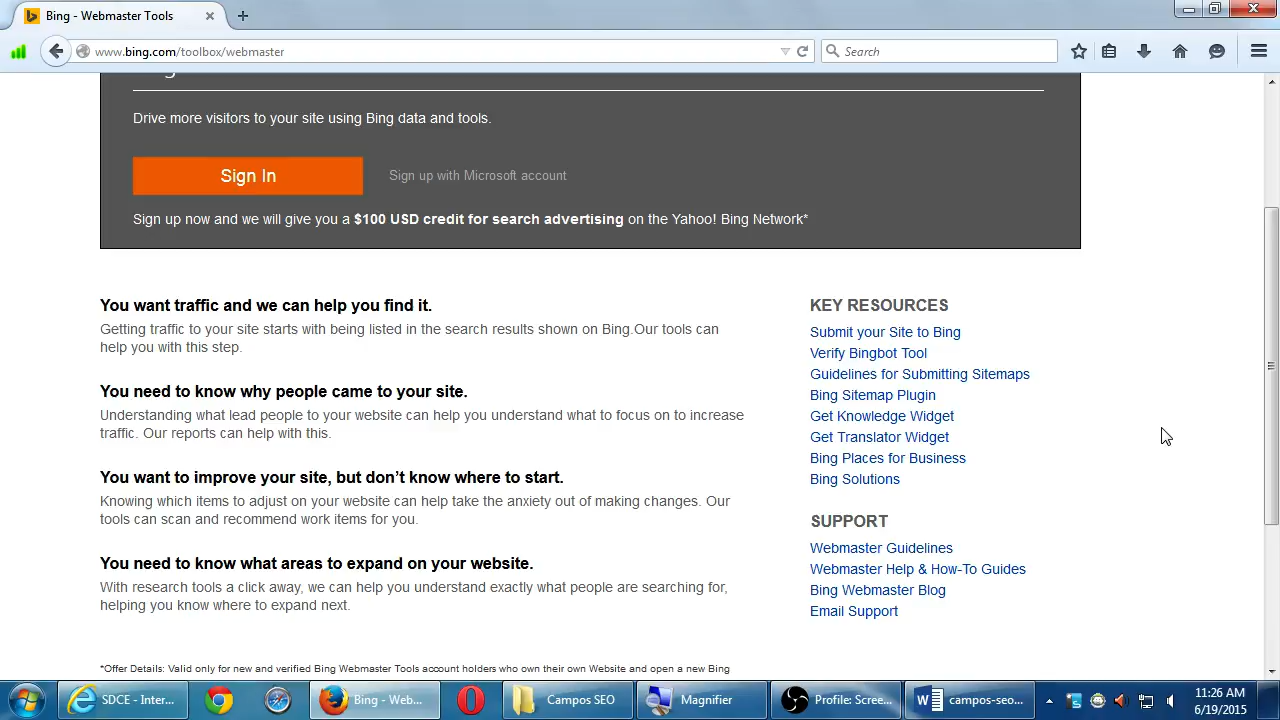 Bing - Webmaster Tools
www.bing.com/toolbox/webmaster
Search
Drive more visitors to your site using Bing data and tools.
Sign In
Sign up with Microsoft account
Sign up now and we will give you a $100 USD credit for search advertising on the Yahoo! Bing Network*
You want traffic and we can help you find it.
Getting traffic to your site starts with being listed in the search results shown on Bing.Our tools can
help you with this step.
You need to know why people came to your site.
Understanding what lead people to your website can help you understand what to focus on to increase
traffic. Our reports can help with this.
You want to improve your site, but don’t know where to start.
Knowing which items to adjust on your website can help take the anxiety out of making changes. Our
tools can scan and recommend work items for you.
You need to know what areas to expand on your website.
With research tools a click away, we can help you understand exactly what people are searching for,
helping you know where to expand next.
*Offer Details: Valid only for new and verified Bing Webmaster Tools account holders who own their own Website and open a new Bing
KEY RESOURCES
Submit your Site to Bing
Verify Bingbot Tool
Guidelines for Submitting Sitemaps
Bing Sitemap Plugin
Get Knowledge Widget
Get Translator Widget
Bing Places for Business
Bing Solutions
SUPPORT
Webmaster Guidelines
Webmaster Help & How-To Guides
Bing Webmaster Blog
Email Support
SDCE - Inter...
Bing - Web...
Campos SEO
Magnifier
Profile: Scree...
campos-seo...
11:26 AM
6/19/2015